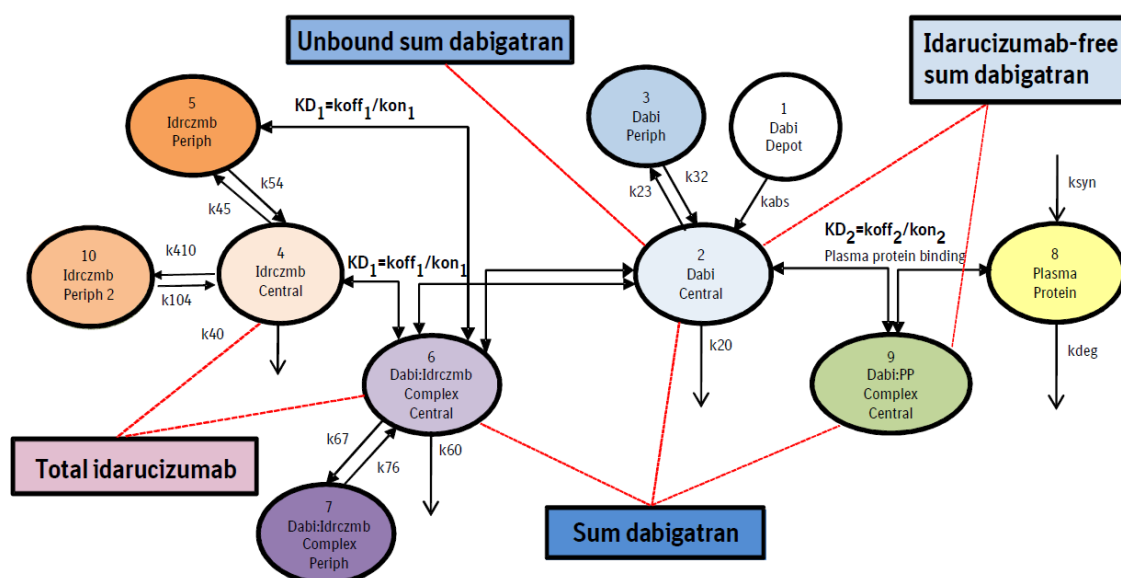 Unbound sum dabigatran
Idarucizumab-free
sum dabigatran
5
Idrczmb
Periph
KD1=koff1/kon1
3
Dabi
Periph
1
Dabi
Depot
k54
k45
k32
k23
kabs
ksyn
k410
10
Idrczmb
Periph 2
k104
4
Idrczmb
Central
KD1=koff1/kon1
2
Dabi
Central
KD2=koff2/kon2
Plasma protein binding
8
Plasma
Protein
k40
k20
kdeg
6
Dabi:Idrczmb
Complex
Central
9
Dabi:PP
Complex
Central
k67
k76
k60
Total idarucizumab
7
Dabi:Idrczmb
Complex
Periph
Sum dabigatran